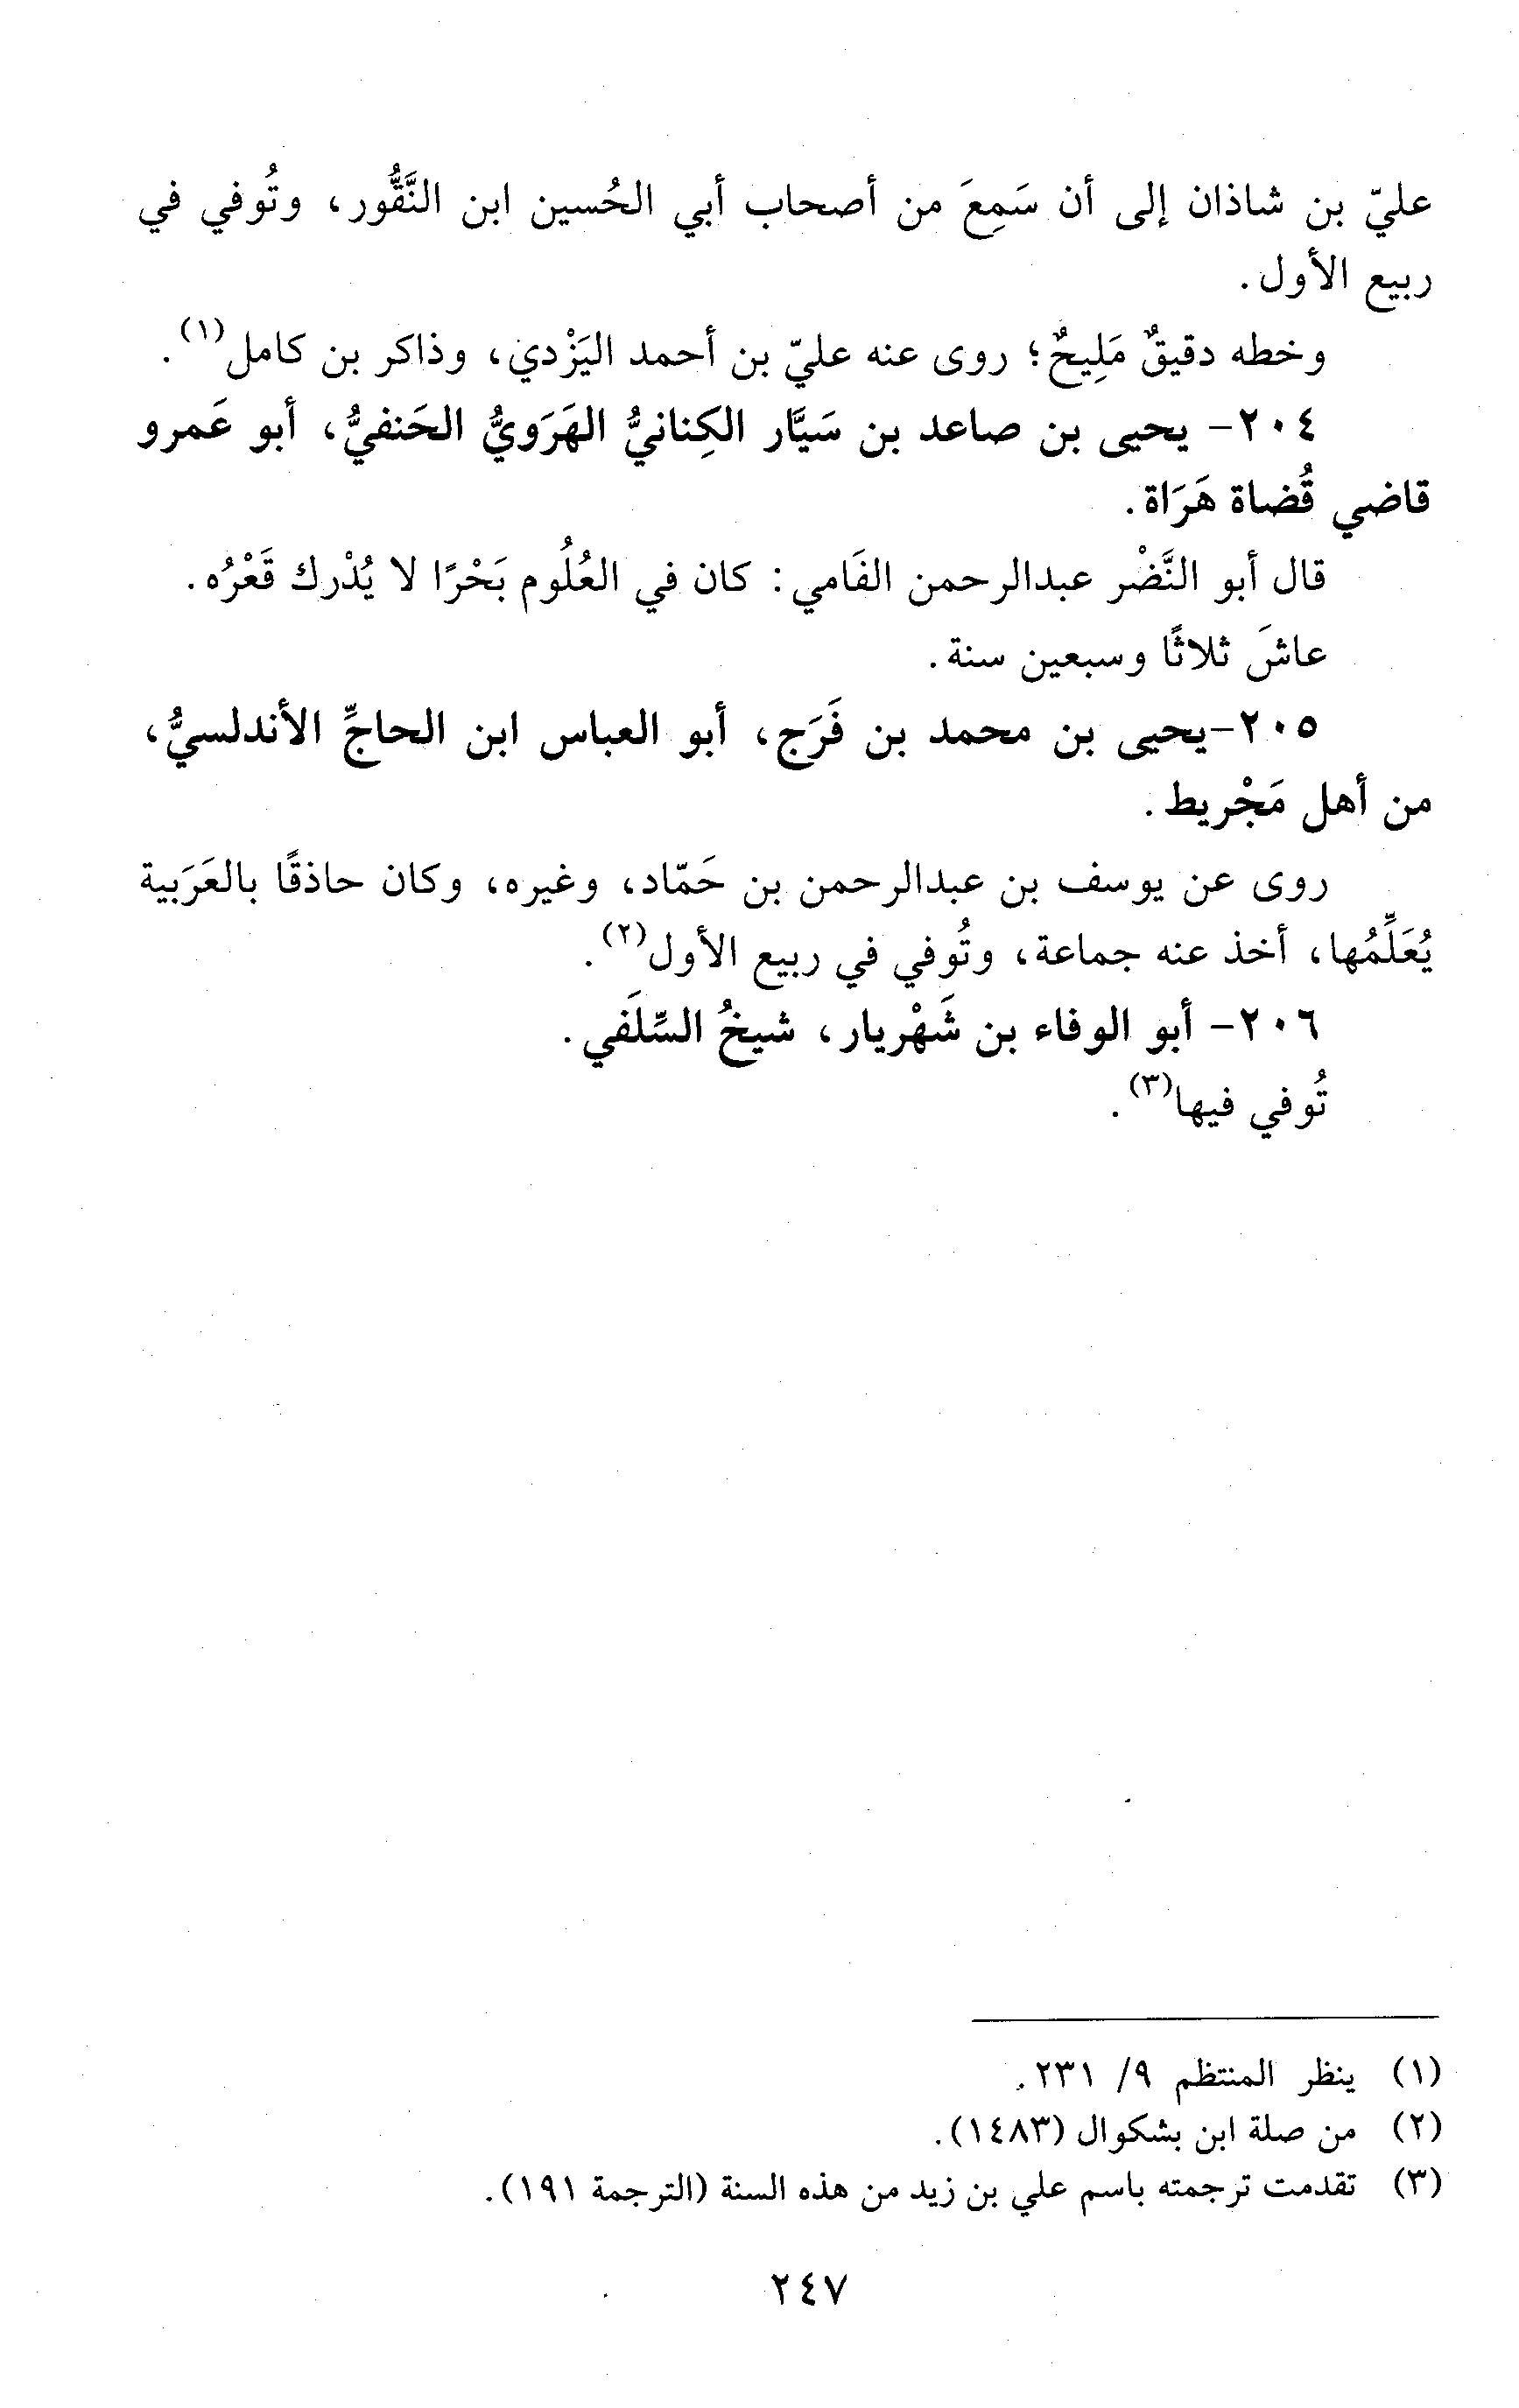 عليّ بن شاذان إلى أن سَمِعَ من أصحاب أبي الحُسين ابن النَّقُّور، وتُوفي في
ربيع الأول.
وخطه دقيقٌ مَلِيحٌ؛ روى عنه عليّ بن أحمد اليَزْدي، وذاكر بن كامل(١).
٢٠٤- يحيى بن صاعد بن سَيَّار الكِنانيُّ الهَرَويُّ الحَنفيُّ، أبو عَمرو
قاضي قُضاة هَرَاة.
قال أبو النَّضْر عبدالرحمن الفَامي: كان في العُلُوم بَحْرًا لا يُدْرك قَعْرُه.
عاشَ ثلاثًا وسبعين سنة.
٢٠٥-يحيى بن محمد بن فَرَج، أبو العباس ابن الحاجِّ الأندلسيُّ،
من أهل مَجْريط.
روى عن يوسف بن عبدالرحمن بن حَمّاد، وغيره، وكان حاذقًا بالعَرَبية
يُعَلِّمُها، أخذ عنه جماعة، وتُوفي في ربيع الأول(٢).
٢٠٦- أبو الوفاء بن شَهْريار، شيخُ السِّلَفي.
تُوفي فيها(٣).
(١) ينظر المنتظم ٩/ ٢٣١.
(٢) من صلة ابن بشكوال (١٤٨٣).
(٣) تقدمت ترجمته باسم علي بن زيد من هذه السنة (الترجمة ١٩١).
٢٤٧